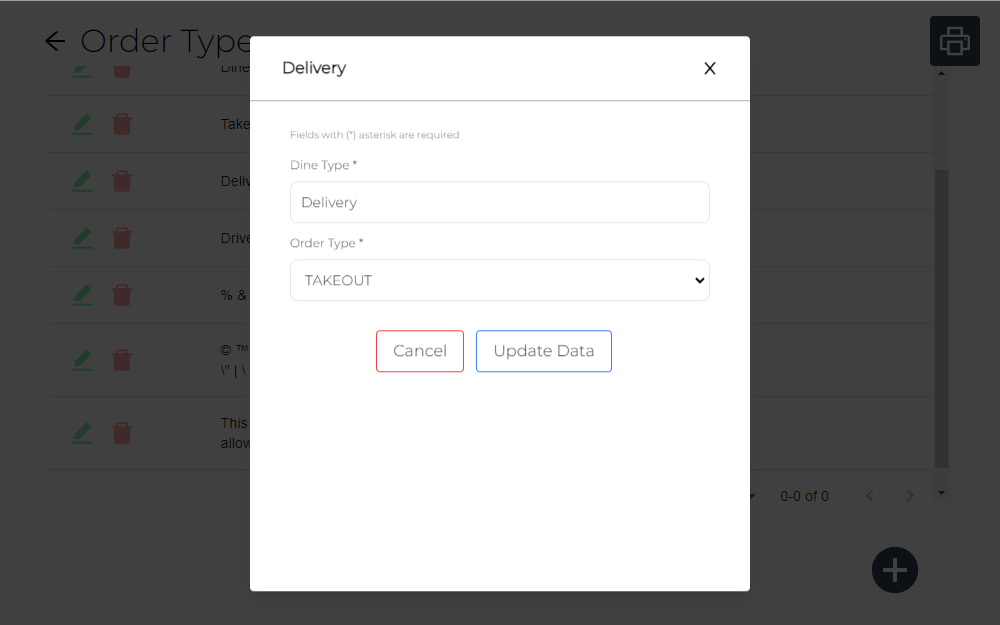 Order Type
Delivery
X
Fields with (*) asterisk are required
Dine Type *
Delivery
Order Type *
TAKEOUT
Cancel
Update Data
Dine
Take
Deliv
Drive
% &
© ™
\" | \
This
allow
0-0 of 0